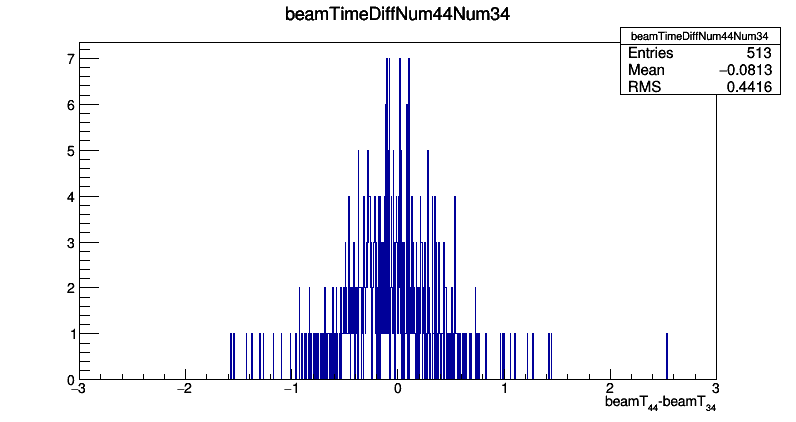 beamTimeDiffNum44Num34
beamTimeDiffNum44Num34
Entries 513
Mean −0.0813
RMS 0.4416
7
6
5
4
3
2
1
0
−3 −2 −1 0 1 2 3
beamT44-beamT34